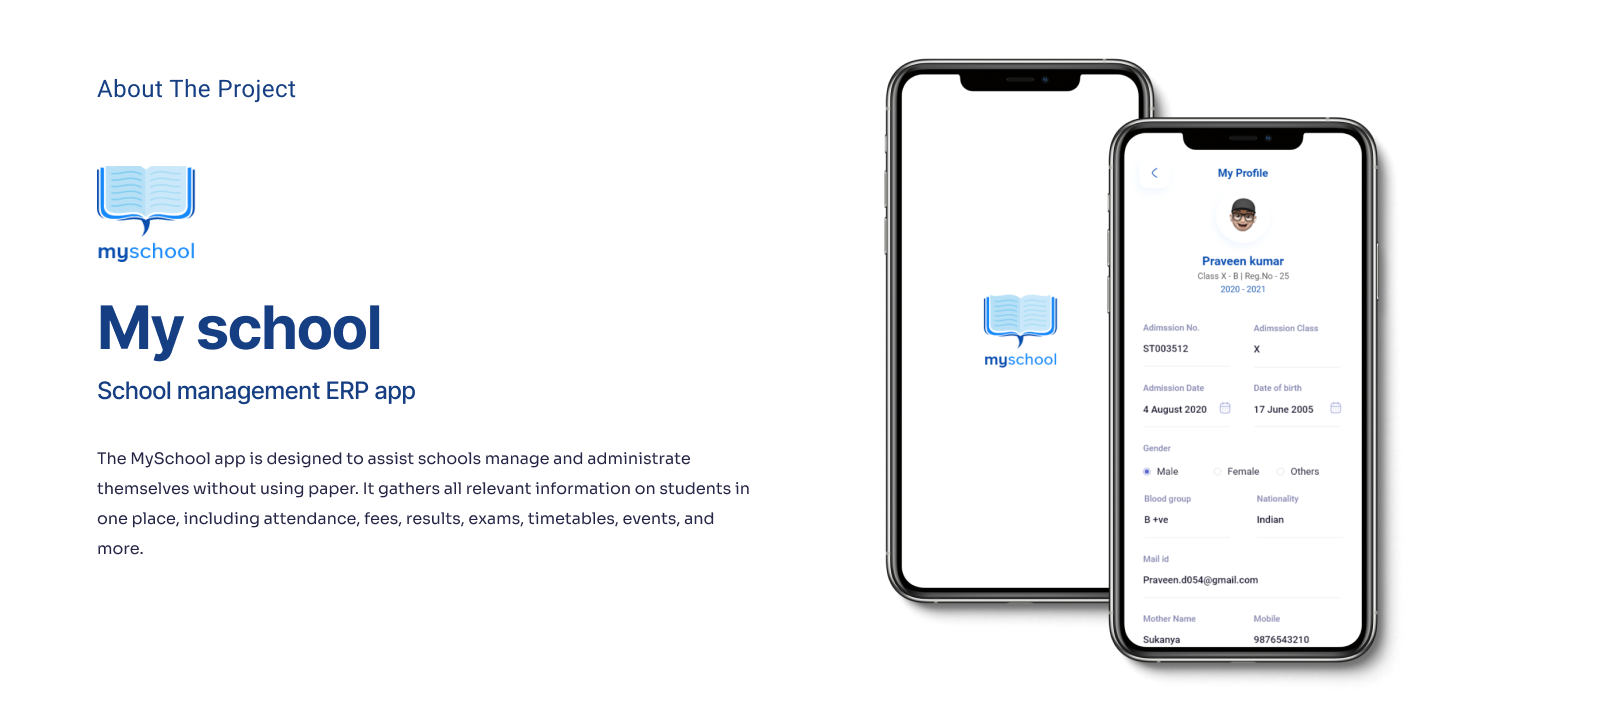 About The Project
myschool
My school
School management ERP app
The MySchool app is designed to assist schools manage and administrate
themselves without using paper. It gathers all relevant information on students in
one place, including attendance, fees, results, exams, timetables, events, and
more.
myschool
My Profile
Praveen kumar
Class X - B | Reg.No - 25
2020 - 2021
Adimssion No. Adimssion Class
ST003512 X
Admission Date Date of birth
4 August 2020 17 June 2005
Gender
Male Female Others
Blood group Nationality
B +ve Indian
Mail id
Praveen.d054@gmail.com
Mother Name Mobile
Sukanya 9876543210